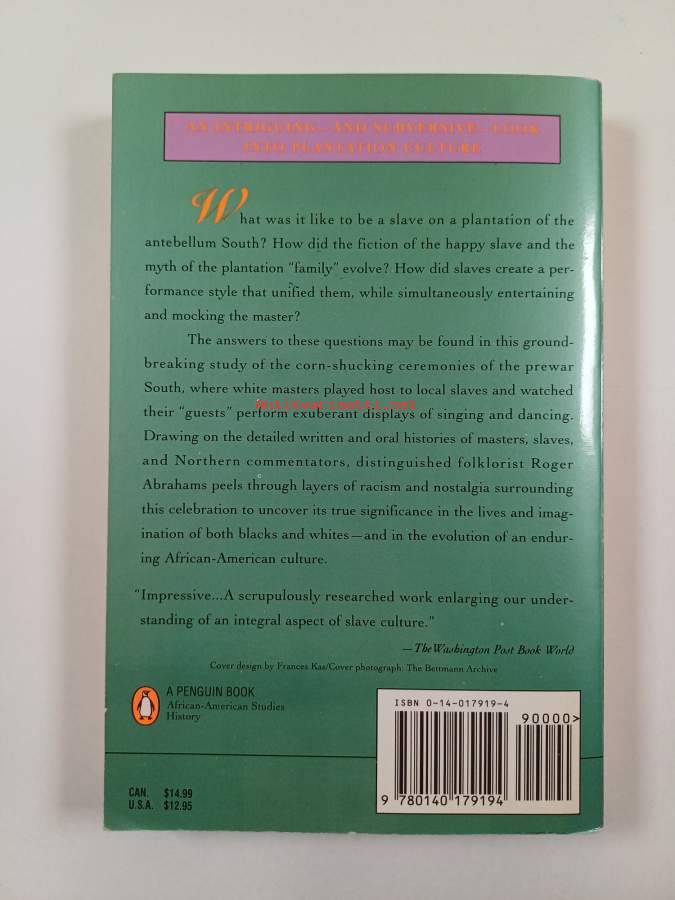 AN INTRIGUING—AND SUBVERSIVE—LOOK
INTO PLANTATION CULTURE
What was it like to be a slave on a plantation of the
antebellum South? How did the fiction of the happy slave and the
myth of the plantation “family” evolve? How did slaves create a per-
formance style that unified them, while simultaneously entertaining
and mocking the master?
The answers to these questions may be found in this ground-
breaking study of the corn-shucking ceremonies of the prewar
South, where white masters played host to local slaves and watched
their “guests” perform exuberant displays of singing and dancing.
Antikvariaatti.net
Drawing on the detailed written and oral histories of masters, slaves,
and Northern commentators, distinguished folklorist Roger
Abrahams peels through layers of racism and nostalgia surrounding
this celebration to uncover its true significance in the lives and imag-
ination of both blacks and whites—and in the evolution of an endur-
ing African-American culture.
“Impressive...A scrupulously researched work enlarging our under-
standing of an integral aspect of slave culture.”
—The Washington Post Book World
Cover design by Frances Kas/Cover photograph: The Bettmann Archive
A PENGUIN BOOK
African-American Studies
History
CAN. $14.99
U.S.A. $12.95
ISBN 0-14-017919-4
90000>
9 780140 179194